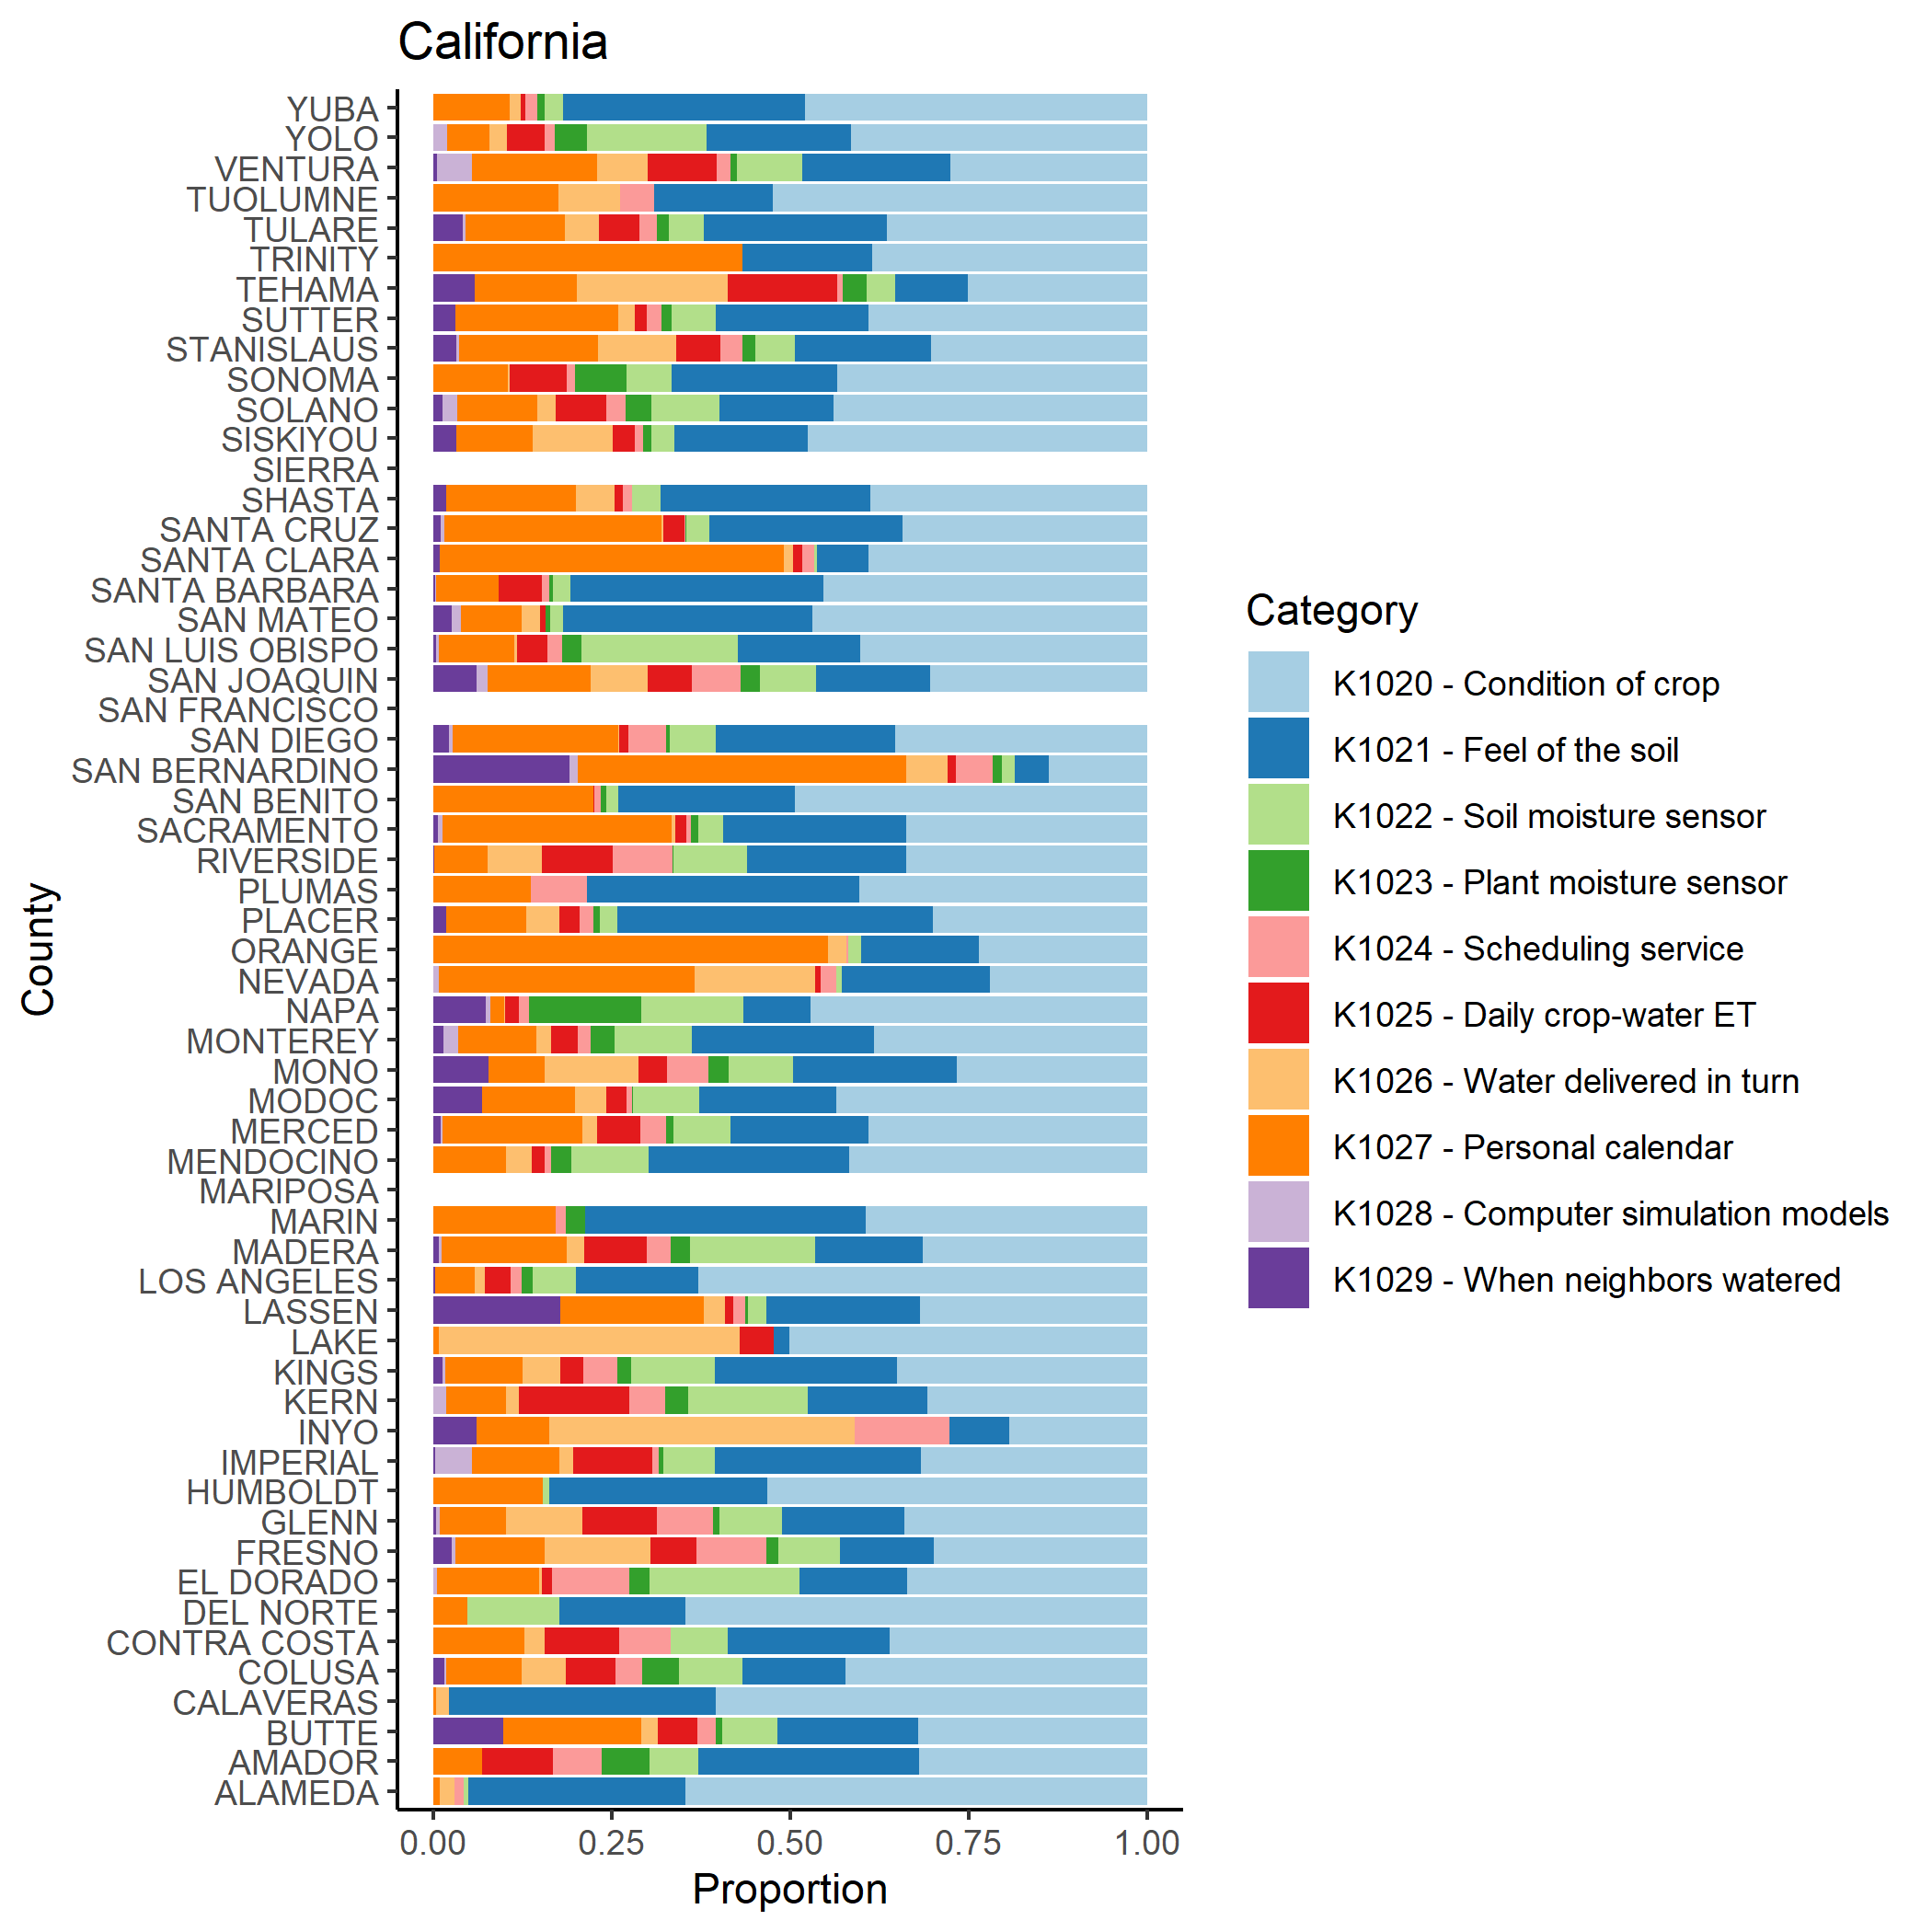 California
YUBA
YOLO
VENTURA
TUOLUMNE
TULARE
TRINITY
TEHAMA
SUTTER
STANISLAUS
SONOMA
SOLANO
SISKIYOU
SIERRA
SHASTA
SANTA CRUZ
SANTA CLARA
SANTA BARBARA
SAN MATEO
SAN LUIS OBISPO
SAN JOAQUIN
SAN FRANCISCO
SAN DIEGO
SAN BERNARDINO
SAN BENITO
SACRAMENTO
RIVERSIDE
PLUMAS
PLACER
ORANGE
NEVADA
NAPA
MONTEREY
MONO
MODOC
MERCED
MENDOCINO
MARIPOSA
MARIN
MADERA
LOS ANGELES
LASSEN
LAKE
KINGS
KERN
INYO
IMPERIAL
HUMBOLDT
GLENN
FRESNO
EL DORADO
DEL NORTE
CONTRA COSTA
COLUSA
CALAVERAS
BUTTE
AMADOR
ALAMEDA
County
0.00 0.25 0.50 0.75 1.00
Proportion
Category
K1020 - Condition of crop
K1021 - Feel of the soil
K1022 - Soil moisture sensor
K1023 - Plant moisture sensor
K1024 - Scheduling service
K1025 - Daily crop-water ET
K1026 - Water delivered in turn
K1027 - Personal calendar
K1028 - Computer simulation models
K1029 - When neighbors watered